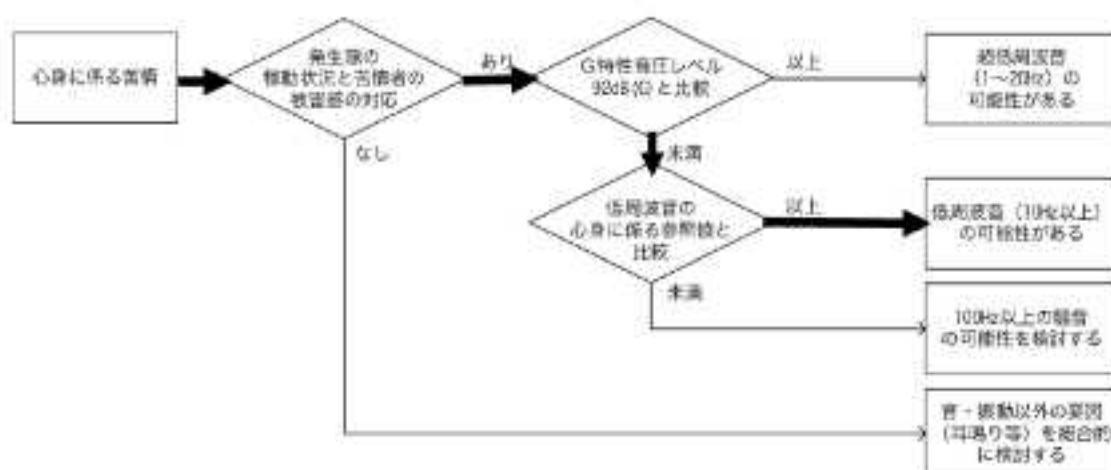 心身に係る苦情
発生源の
稼動状況と苦情者の
被害感の対応
あり
なし
G特性音圧レベル
92dB(G)と比較
以上
未満
超低周波音
(1～20Hz)の
可能性がある
低周波音の
心身に係る参照値と
比較
以上
未満
低周波音(10Hz以上)
の可能性がある
100Hz以上の騒音
の可能性を検討する
音・振動以外の要因
(耳鳴り等)を総合的
に検討する